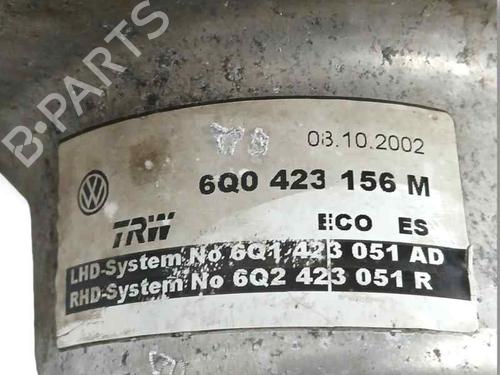 B-PARTS
08.10.2002
6Q0 423 156 M
TRW ECO ES
LHD-System No 6Q1 423 051 AD
RHD-System No 6Q2 423 051 R